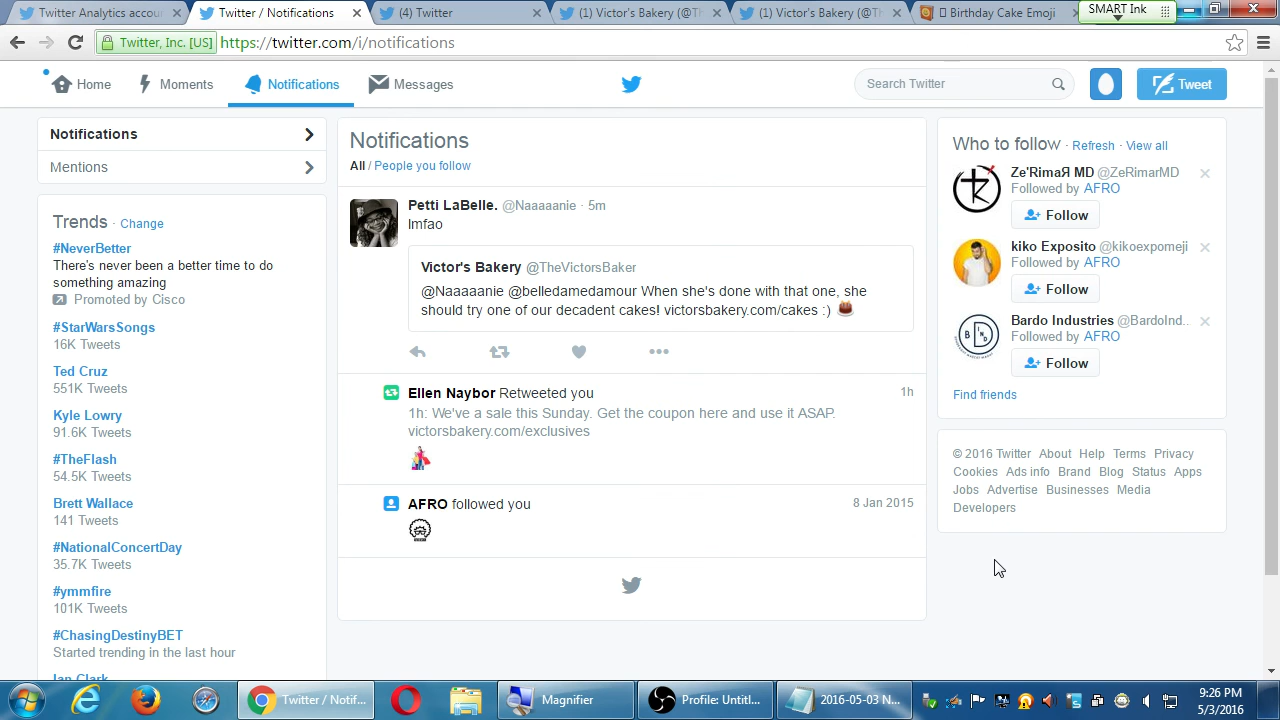 Twitter Analytics accou
Twitter / Notifications
(4) Twitter
(1) Victor's Bakery (@Th
(1) Victor's Bakery (@Th
Birthday Cake Emoji
SMART Ink
Twitter, Inc. [US]
https://twitter.com/i/notifications
Home
Moments
Notifications
Messages
Search Twitter
Tweet
Notifications
Mentions
Trends · Change
#NeverBetter
There's never been a better time to do
something amazing
Promoted by Cisco
#StarWarsSongs
16K Tweets
Ted Cruz
551K Tweets
Kyle Lowry
91.6K Tweets
#TheFlash
54.5K Tweets
Brett Wallace
141 Tweets
#NationalConcertDay
35.7K Tweets
#ymmfire
101K Tweets
#ChasingDestinyBET
Started trending in the last hour
Ian Clark
Notifications
All / People you follow
Petti LaBelle. @Naaaaanie · 5m
lmfao
Victor's Bakery @TheVictorsBaker
@Naaaaanie @belledamedamour When she's done with that one, she
should try one of our decadent cakes! victorsbakery.com/cakes :) 🎂
Ellen Naybor Retweeted you
1h
1h: We've a sale this Sunday. Get the coupon here and use it ASAP.
victorsbakery.com/exclusives
AFRO followed you
8 Jan 2015
Who to follow · Refresh · View all
Ze'RimaЯ MD @ZeRimarMD
Followed by AFRO
Follow
kiko Exposito @kikoexpomeji
Followed by AFRO
Follow
Bardo Industries @BardoInd..
Followed by AFRO
Follow
Find friends
© 2016 Twitter About Help Terms Privacy
Cookies Ads info Brand Blog Status Apps
Jobs Advertise Businesses Media
Developers
Twitter / Notif...
Magnifier
Profile: Untitl...
2016-05-03 N...
9:26 PM
5/3/2016